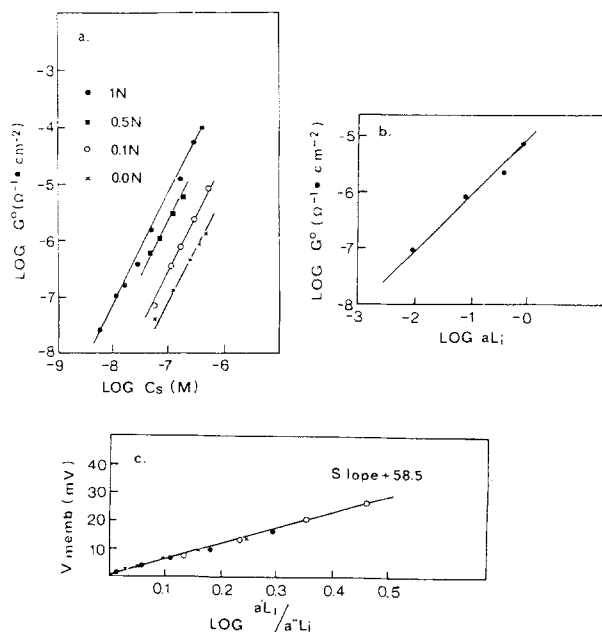 a.
-3
-4
-5
-6
-7
-8
LOG G° (Ω⁻¹• cm⁻²)
• 1N
0.5N
○ 0.1N
× 0.0N
-9 -8 -7 -6
LOG Cs (M)
b.
-5
-6
-7
-8
LOG G° (Ω⁻¹• cm⁻²)
-3 -2 -1 -0
LOG aLi
c.
Slope + 58.5
40
30
20
10
V memb (mV)
0.1 0.2 0.3 0.4 0.5
LOG a'Li/a''Li